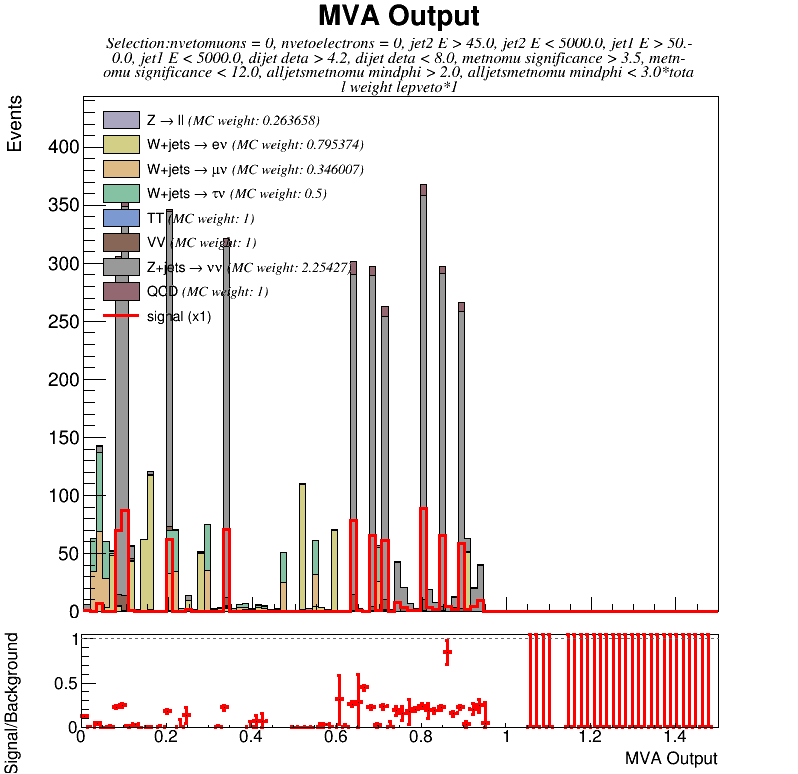 MVA Output
Selection:nvetomuons = 0, nvetoelectrons = 0, jet2 E > 45.0, jet2 E < 5000.0, jet1 E > 50.-
0.0, jet1 E < 5000.0, dijet deta > 4.2, dijet deta < 8.0, metnomu significance > 3.5, metn-
omu significance < 12.0, alljetsmetnomu mindphi > 2.0, alljetsmetnomu mindphi < 3.0*tota
l weight lepveto*1
Events
Z → ll (MC weight: 0.263658)
W+jets → eν (MC weight: 0.795374)
W+jets → μν (MC weight: 0.346007)
W+jets → τν (MC weight: 0.5)
TT (MC weight: 1)
VV (MC weight: 1)
Z+jets → νν (MC weight: 2.25427)
QCD (MC weight: 1)
signal (x1)
400
350
300
250
200
150
100
50
0
Signal/Background
1
0.5
0
0 0.2 0.4 0.6 0.8 1 1.2 1.4
MVA Output